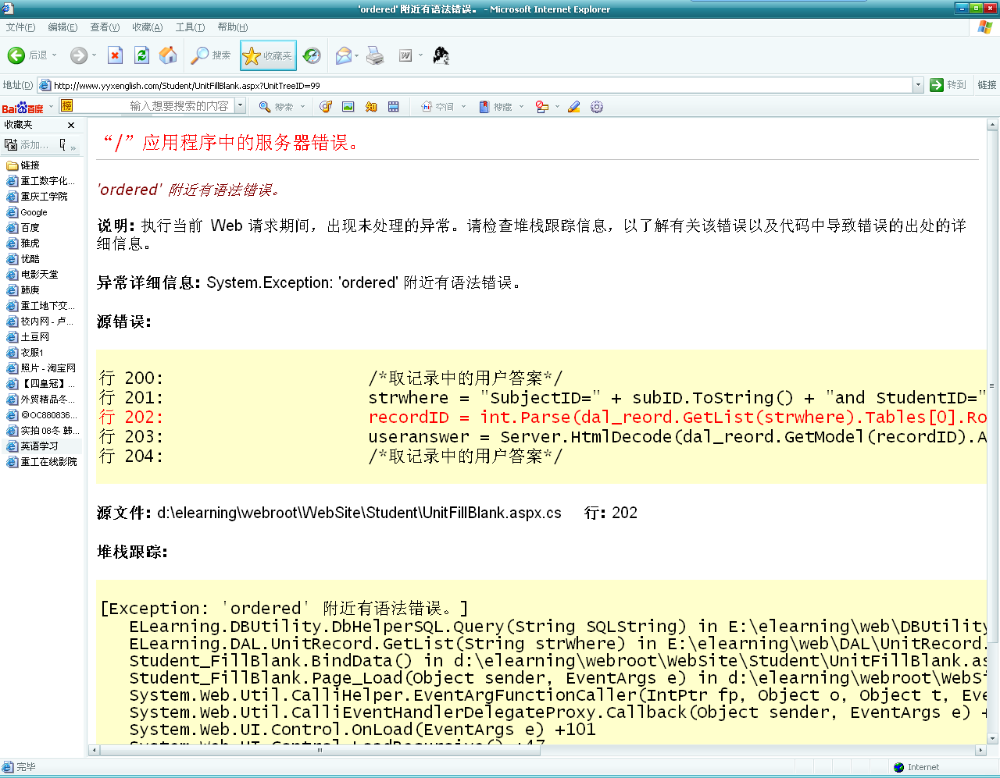 'ordered' 附近有语法错误。 - Microsoft Internet Explorer
文件(F) 编辑(E) 查看(V) 收藏(A) 工具(T) 帮助(H)
后退 搜索 收藏夹
地址(D) http://www.yyxenglish.com/Student/UnitFillBlank.aspx?UnitTreeID=99 转到 链接
Bai百度 榜 输入想要搜索的内容 搜索 知 空间 搜藏
收藏夹
添加...
链接
重工数字化...
重庆工学院
Google
百度
雅虎
优酷
电影天堂
韩庚
重工地下交...
校内网 - 卢...
土豆网
衣服1
照片 - 淘宝网
【四皇冠】...
外贸精品冬...
@OC880836...
实拍 08冬 韩...
英语学习
重工在线影院
“/”应用程序中的服务器错误。
'ordered' 附近有语法错误。
说明: 执行当前 Web 请求期间，出现未处理的异常。请检查堆栈跟踪信息，以了解有关该错误以及代码中导致错误的出处的详
细信息。
异常详细信息: System.Exception: 'ordered' 附近有语法错误。
源错误:
行 200: /*取记录中的用户答案*/
行 201: strwhere = "SubjectID=" + subID.ToString() + "and StudentID="
行 202: recordID = int.Parse(dal_reord.GetList(strwhere).Tables[0].Ro
行 203: useranswer = Server.HtmlDecode(dal_reord.GetModel(recordID).A
行 204: /*取记录中的用户答案*/
源文件: d:\elearning\webroot\WebSite\Student\UnitFillBlank.aspx.cs 行: 202
堆栈跟踪:
[Exception: 'ordered' 附近有语法错误。]
ELearning.DBUtility.DbHelperSQL.Query(String SQLString) in E:\elearning\web\DBUtility
ELearning.DAL.UnitRecord.GetList(String strWhere) in E:\elearning\web\DAL\UnitRecord.
Student_FillBlank.BindData() in d:\elearning\webroot\WebSite\Student\UnitFillBlank.as
Student_FillBlank.Page_Load(Object sender, EventArgs e) in d:\elearning\webroot\WebSi
System.Web.Util.CalliHelper.EventArgFunctionCaller(IntPtr fp, Object o, Object t, Eve
System.Web.Util.CalliEventHandlerDelegateProxy.Callback(Object sender, EventArgs e) +
System.Web.UI.Control.OnLoad(EventArgs e) +101
System.Web.UI.Control.LoadRecursive() +47
完毕 Internet